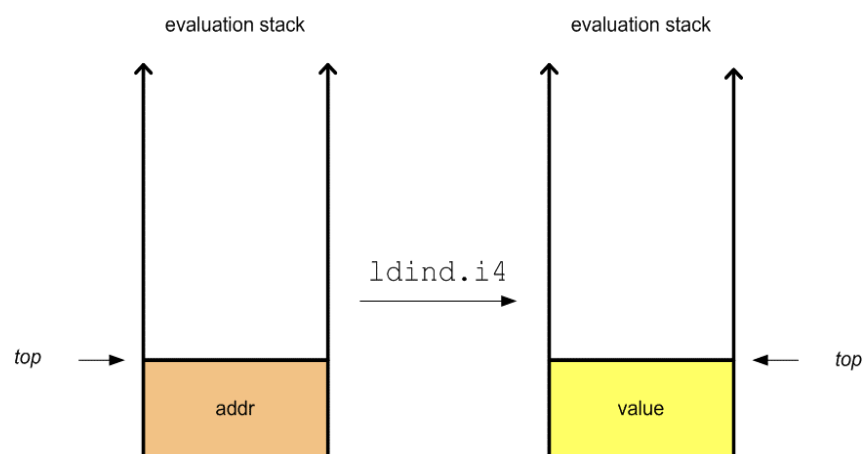 evaluation stack
evaluation stack
ldind.i4
top
top
addr
value